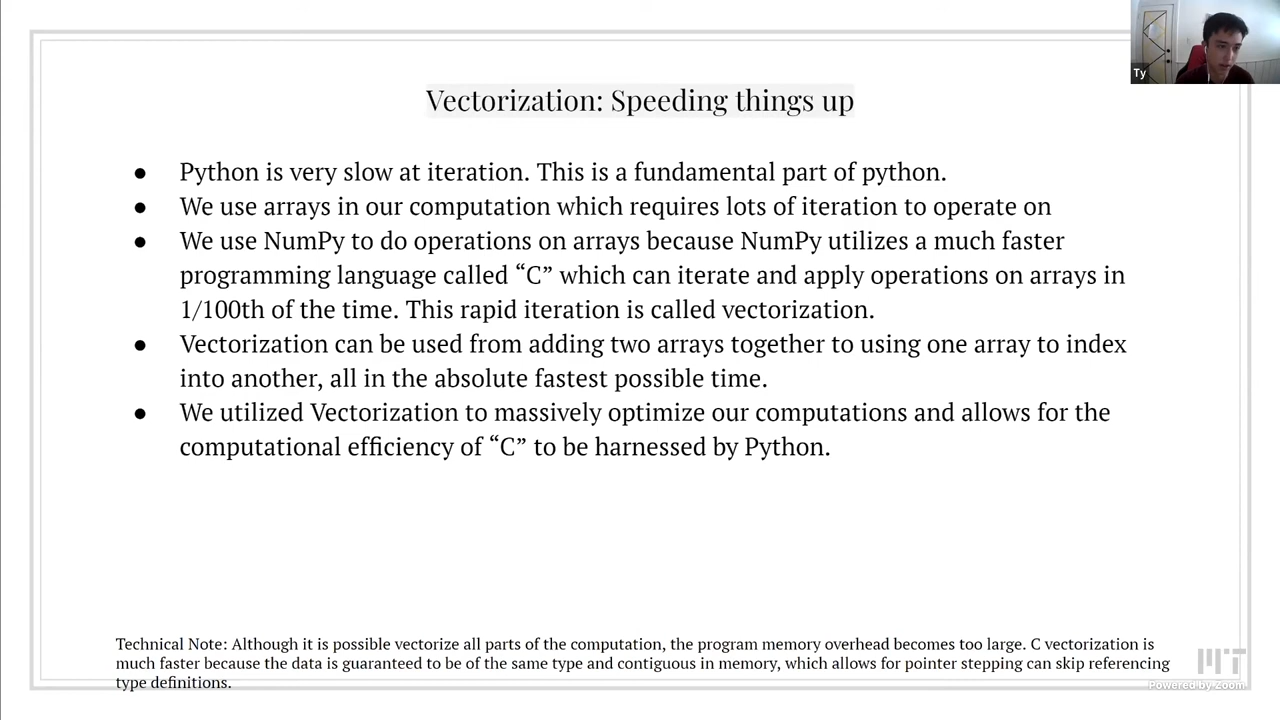 Ty
Vectorization: Speeding things up
● Python is very slow at iteration. This is a fundamental part of python.
● We use arrays in our computation which requires lots of iteration to operate on
● We use NumPy to do operations on arrays because NumPy utilizes a much faster
programming language called “C” which can iterate and apply operations on arrays in
1/100th of the time. This rapid iteration is called vectorization.
● Vectorization can be used from adding two arrays together to using one array to index
into another, all in the absolute fastest possible time.
● We utilized Vectorization to massively optimize our computations and allows for the
computational efficiency of “C” to be harnessed by Python.
Technical Note: Although it is possible vectorize all parts of the computation, the program memory overhead becomes too large. C vectorization is
much faster because the data is guaranteed to be of the same type and contiguous in memory, which allows for pointer stepping can skip referencing
type definitions.
MIT
Powered by Zoom